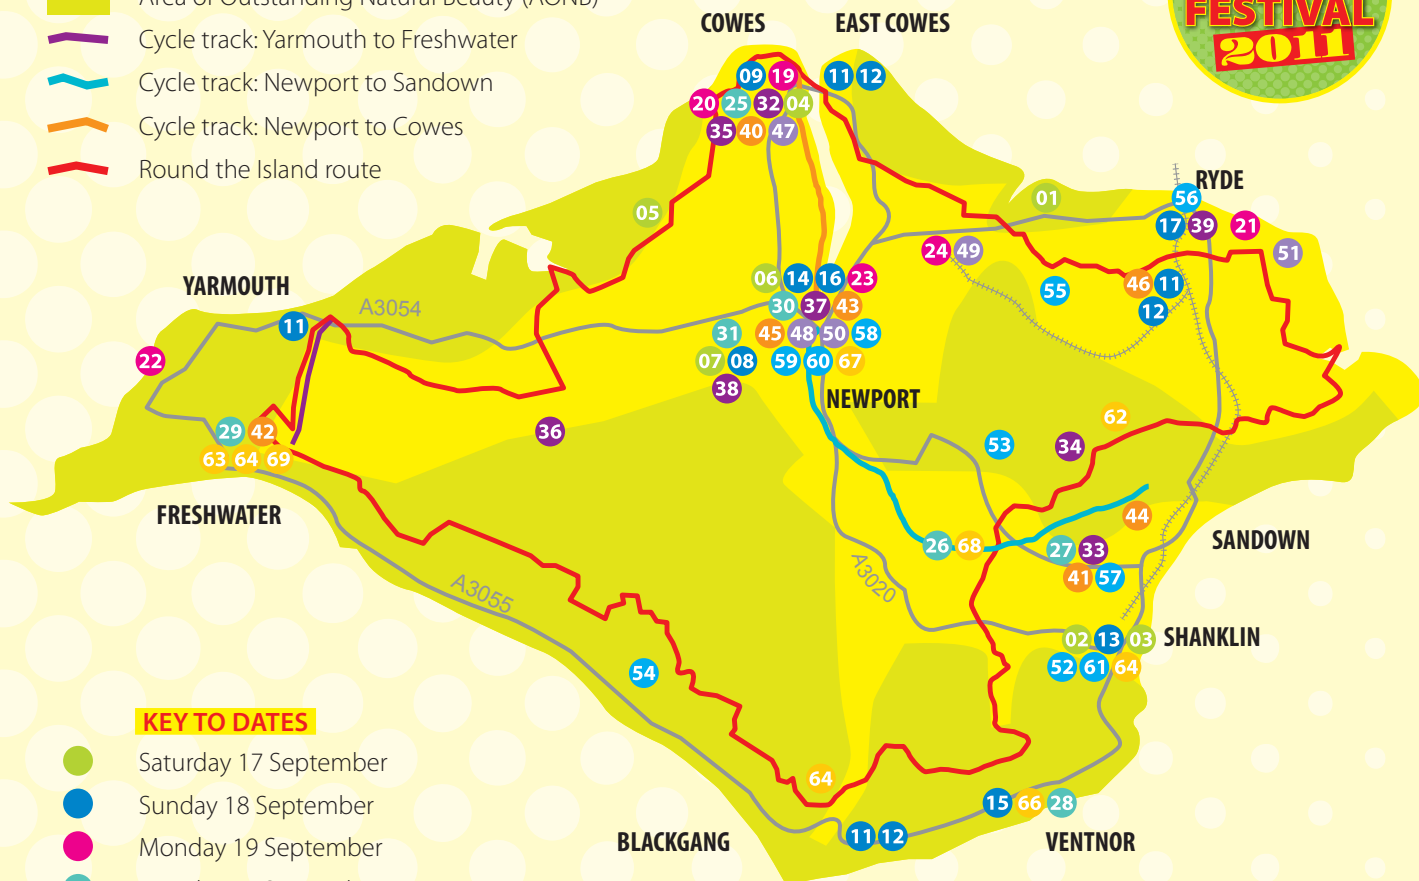 Area of Outstanding Natural Beauty (AONB)
Cycle track: Yarmouth to Freshwater
Cycle track: Newport to Sandown
Cycle track: Newport to Cowes
Round the Island route
FESTIVAL
2011
COWES
EAST COWES
09 19 11 12
20 25 32 04
35 40 47
05
01
RYDE
56
17 39 21
24 49
51
YARMOUTH
A3054
11
22
06 14 16 23
30 37 43
31 45 48 50 58
07 08 59 60 67
38
NEWPORT
55
46 11
12
29 42
63 64 69
FRESHWATER
36
62
53 34
44
SANDOWN
26 68
27 33
41 57
A3055
A3020
54
02 13 03
SHANKLIN
52 61 64
64
15 66 28
VENTNOR
BLACKGANG
11 12
KEY TO DATES
Saturday 17 September
Sunday 18 September
Monday 19 September